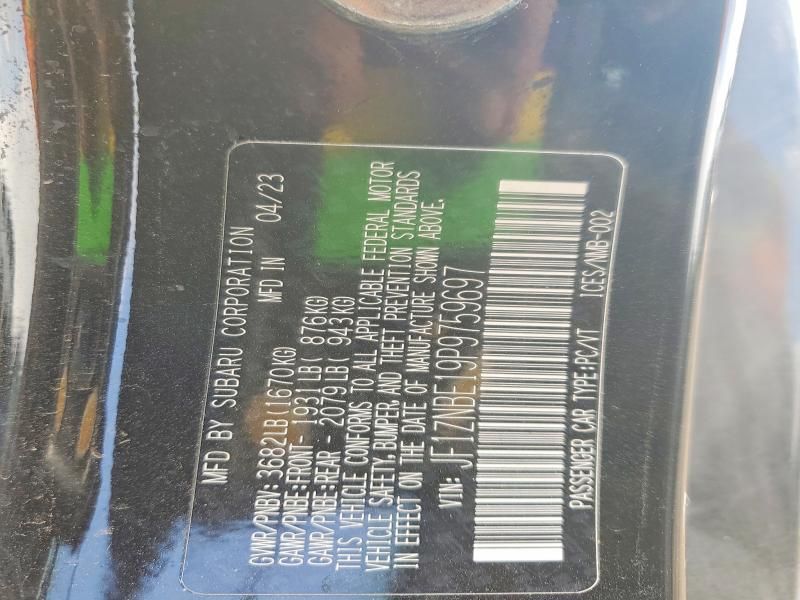 MFD BY SUBARU CORPORATION
MFD IN 04/23
GVWR/PNBV: 3682LB(1670KG)
GAWR/PNBE:FRONT- 1931LB( 876KG)
GAWR/PNBE:REAR - 2079LB( 943KG)
THIS VEHICLE CONFORMS TO ALL APPLICABLE FEDERAL MOTOR
VEHICLE SAFETY, BUMPER, AND THEFT PREVENTION STANDARDS
IN EFFECT ON THE DATE OF MANUFACTURE SHOWN ABOVE.
VIN: JF1ZNBE19P9759697
PASSENGER CAR TYPE:PC/VT ICES/NMB-002